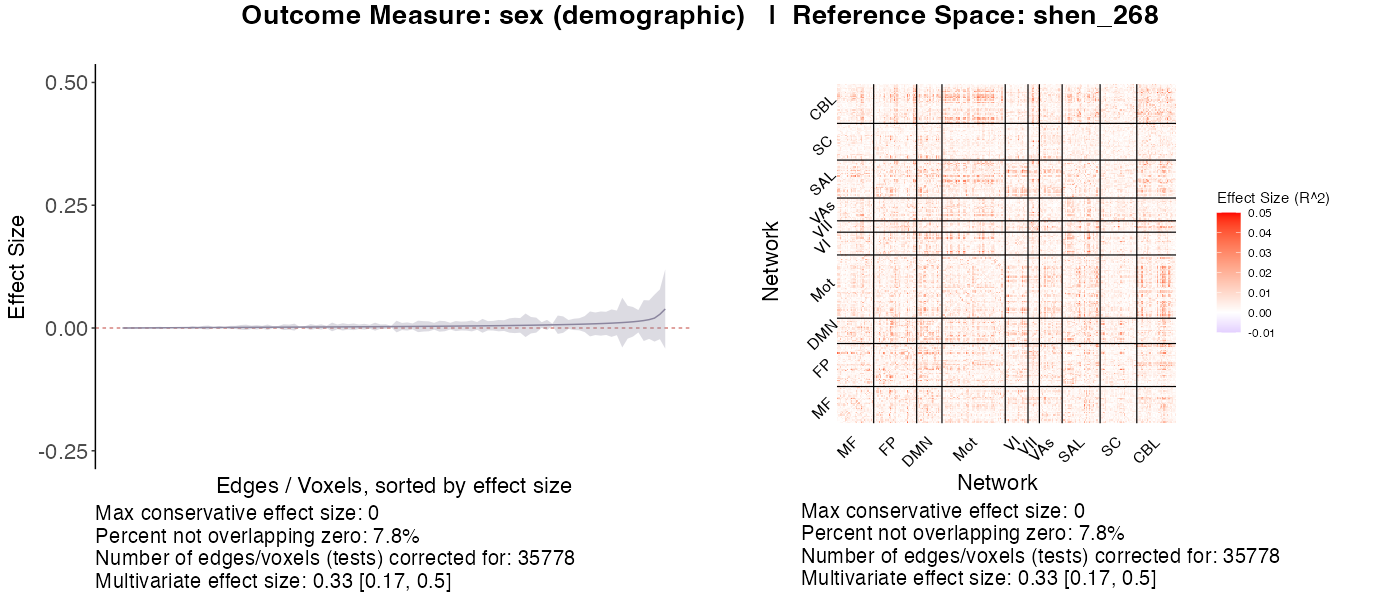 Outcome Measure: sex (demographic) | Reference Space: shen_268
0.50
0.25
0.00
-0.25
Effect Size
Edges / Voxels, sorted by effect size
Max conservative effect size: 0
Percent not overlapping zero: 7.8%
Number of edges/voxels (tests) corrected for: 35778
Multivariate effect size: 0.33 [0.17, 0.5]
Network
CBL
SC
SAL
VAs
VII
VI
Mot
DMN
FP
MF
MF
FP
DMN
Mot
VI
VII
VAs
SAL
SC
CBL
Network
Effect Size (R^2)
0.05
0.04
0.03
0.02
0.01
0.00
-0.01
Max conservative effect size: 0
Percent not overlapping zero: 7.8%
Number of edges/voxels (tests) corrected for: 35778
Multivariate effect size: 0.33 [0.17, 0.5]